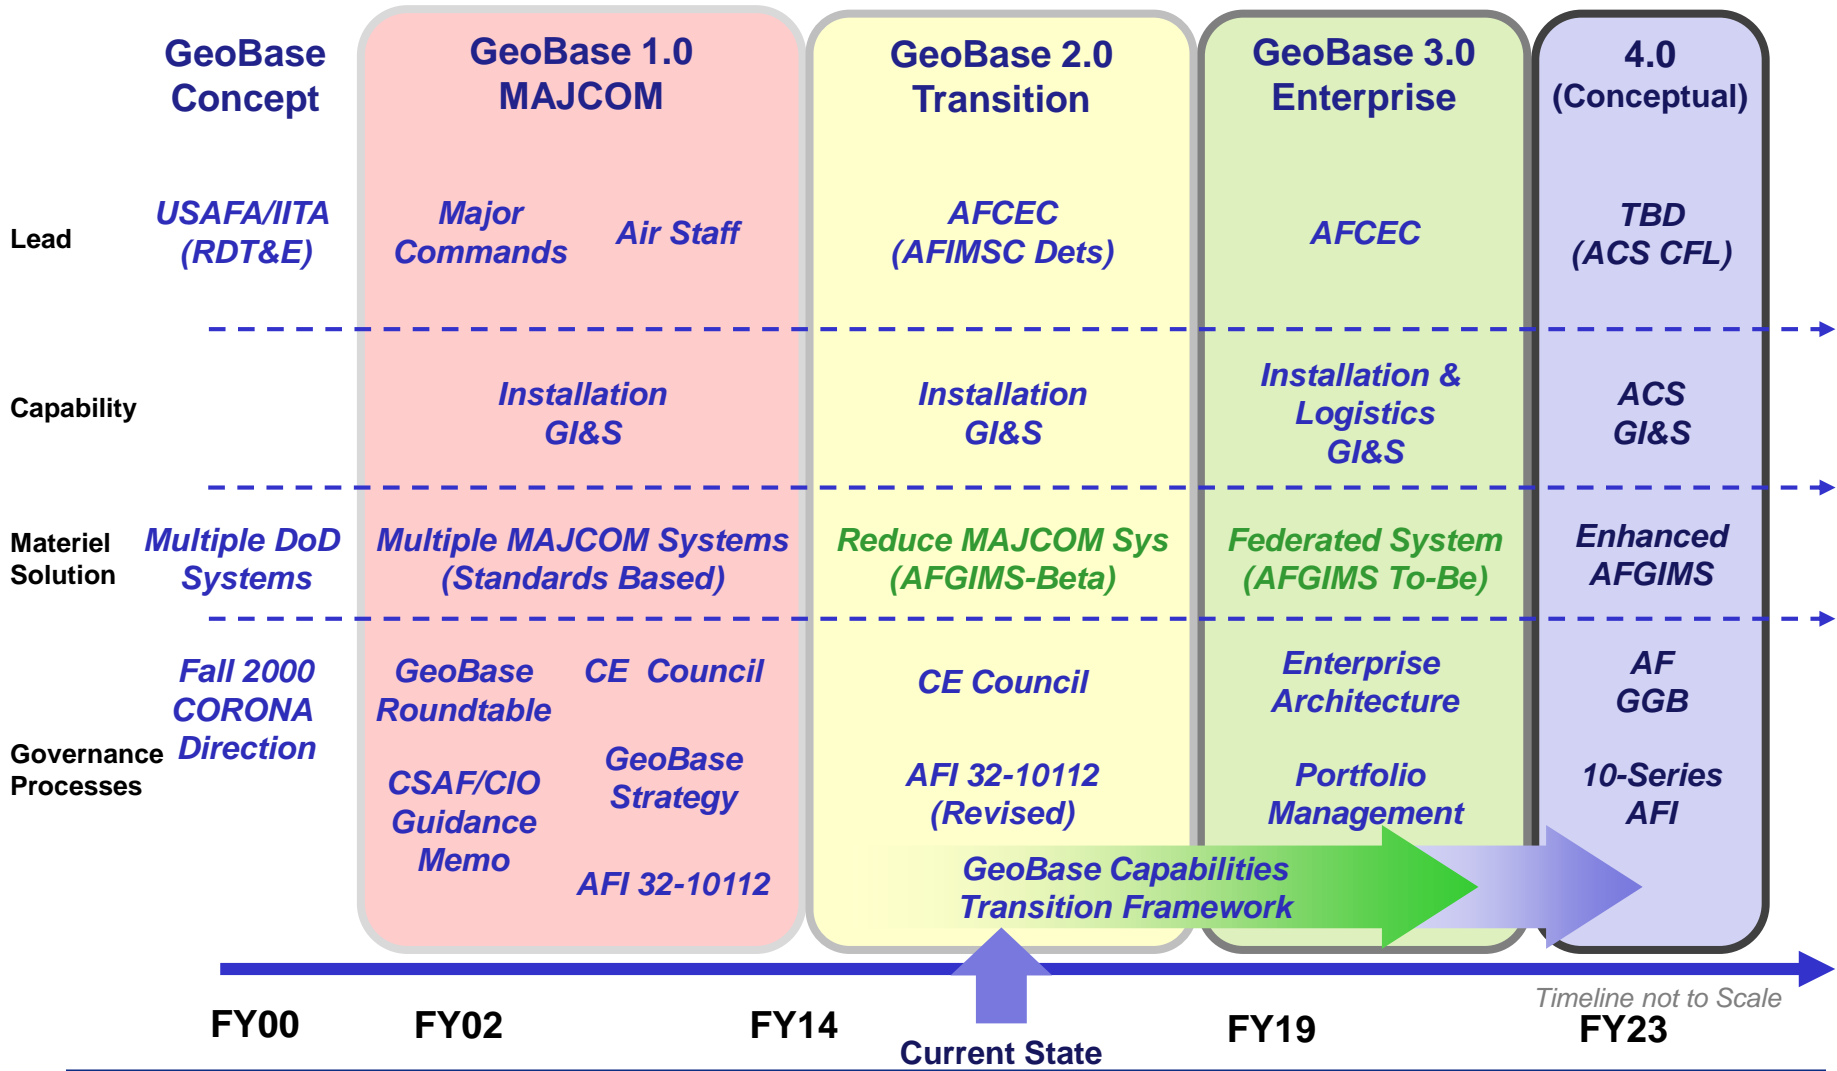 GeoBase
Concept
GeoBase 1.0
MAJCOM
GeoBase 2.0
Transition
GeoBase 3.0
Enterprise
4.0
(Conceptual)
Lead
USAFA/IITA
(RDT&E)
Major
Commands
Air Staff
AFCEC
(AFIMSC Dets)
AFCEC
TBD
(ACS CFL)
Capability
Installation
GI&S
Installation
GI&S
Installation &
Logistics
GI&S
ACS
GI&S
Materiel
Solution
Multiple DoD
Systems
Multiple MAJCOM Systems
(Standards Based)
Reduce MAJCOM Sys
(AFGIMS-Beta)
Federated System
(AFGIMS To-Be)
Enhanced
AFGIMS
Governance
Processes
Fall 2000
CORONA
Direction
GeoBase
Roundtable
CSAF/CIO
Guidance
Memo
CE  Council
GeoBase
Strategy
AFI 32-10112
CE Council
AFI 32-10112
(Revised)
Enterprise
Architecture
Portfolio
Management
AF
GGB
10-Series
AFI
GeoBase Capabilities
Transition Framework
Timeline not to Scale
FY00
FY02
FY14
FY19
FY23
Current State